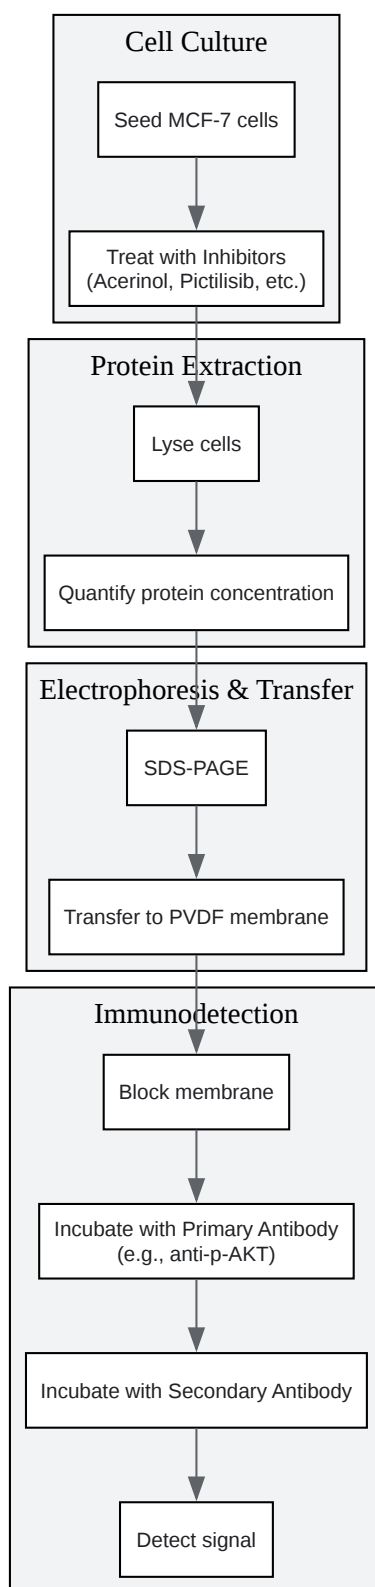 Cell Culture
Seed MCF-7 cells
Treat with Inhibitors
(Acerinol, Pictilisib, etc.)
Protein Extraction
Lyse cells
Quantify protein concentration
Electrophoresis & Transfer
SDS-PAGE
Transfer to PVDF membrane
Immunodetection
Block membrane
Incubate with Primary Antibody
(e.g., anti-p-AKT)
Incubate with Secondary Antibody
Detect signal